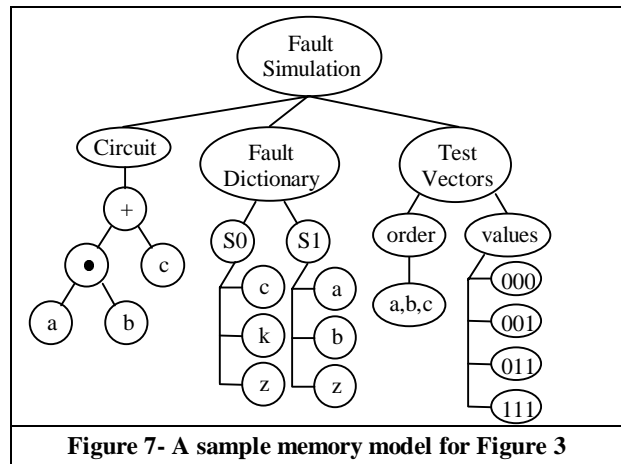 Fault
Simulation
Circuit
Fault
Dictionary
Test
Vectors
+
S0
S1
order
values
•
c
c
a
a,b,c
000
a
b
k
b
001
z
z
011
111
Figure 7- A sample memory model for Figure 3